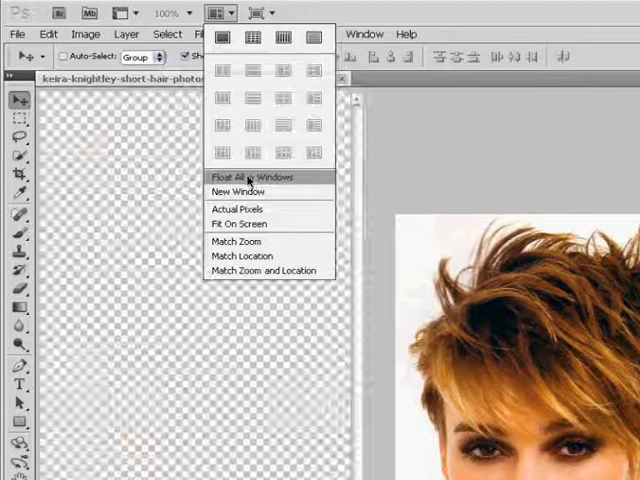 Ps Br Mb 100%
File Edit Image Layer Select Window Help
Auto-Select: Group
keira-knightley-short-hair-photos
Float All in Windows
New Window
Actual Pixels
Fit On Screen
Match Zoom
Match Location
Match Zoom and Location
T